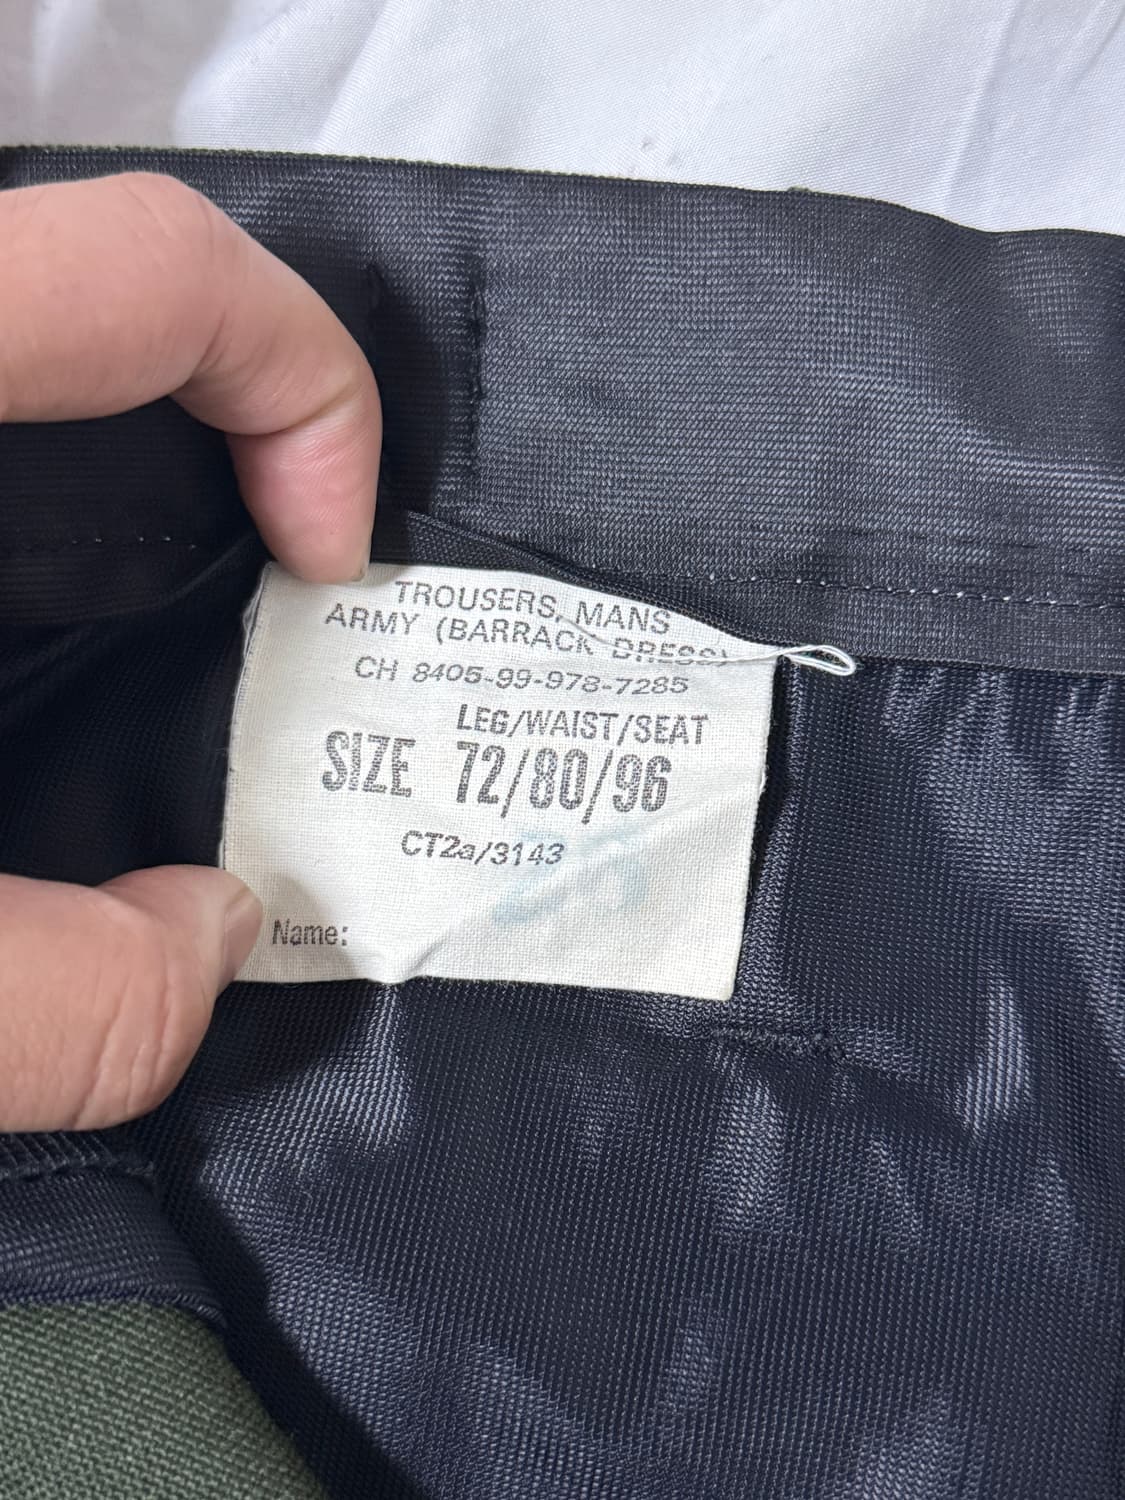 TROUSERS, MANS
ARMY (BARRACK DRESS)
CH 8405-99-978-7285
LEG/WAIST/SEAT
SIZE 72/80/96
CT2a/3143
Name: